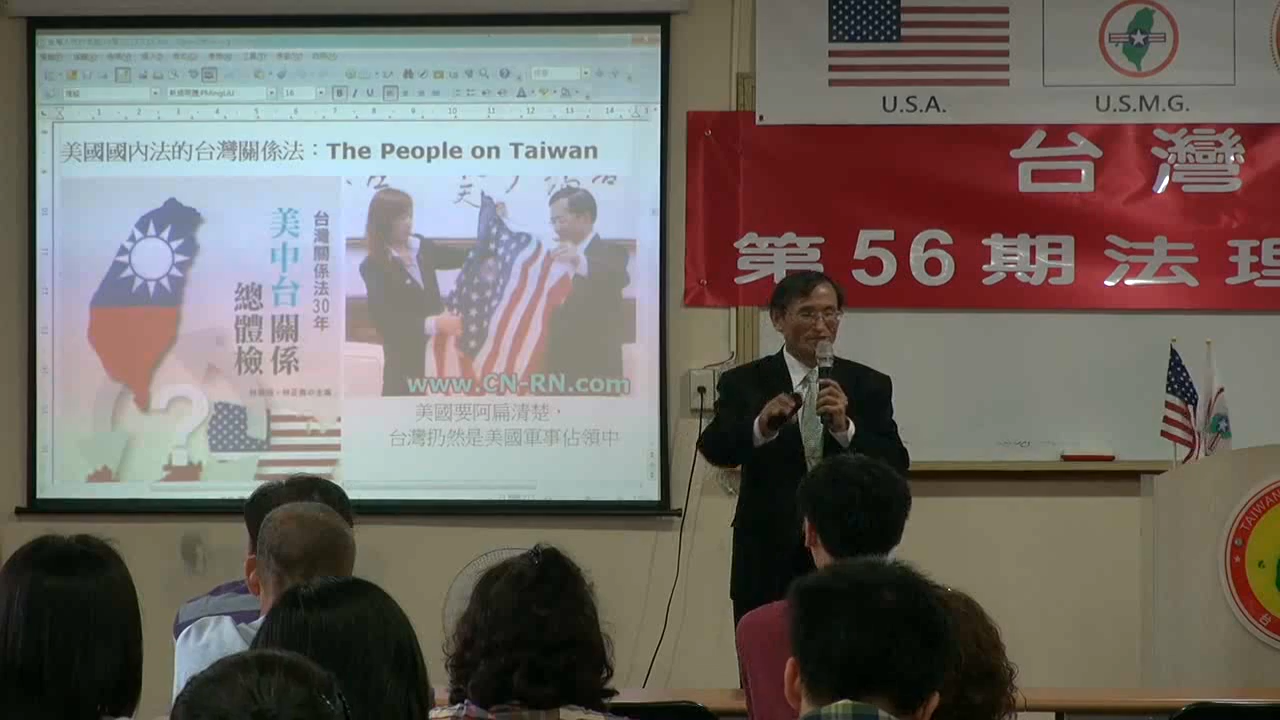 美國國內法的台灣關係法：The People on Taiwan
台灣關係法30年
美中台關係
總體檢
www.CN-RN.com
美國要阿扁清楚，
台灣扔然是美國軍事佔領中
16
U.S.A.
U.S.M.G.
台灣
第56期法理
TAIWAN